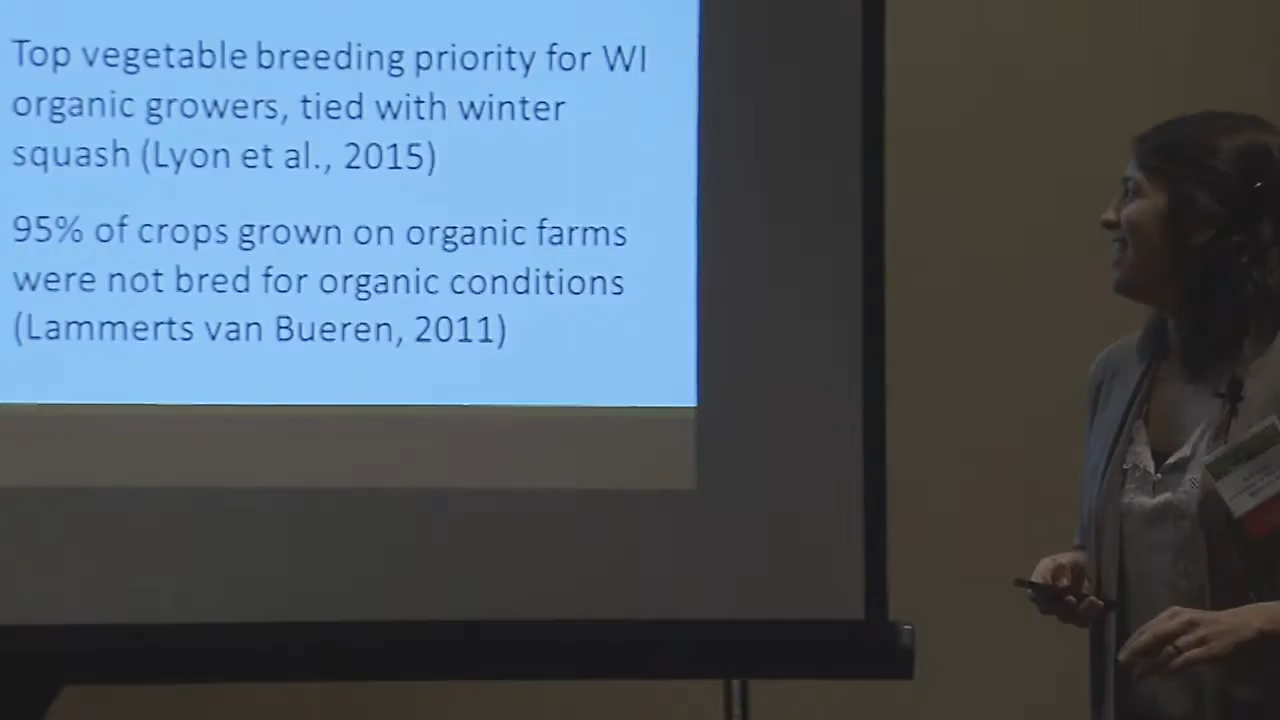 Top vegetable breeding priority for WI
organic growers, tied with winter
squash (Lyon et al., 2015)
95% of crops grown on organic farms
were not bred for organic conditions
(Lammerts van Bueren, 2011)